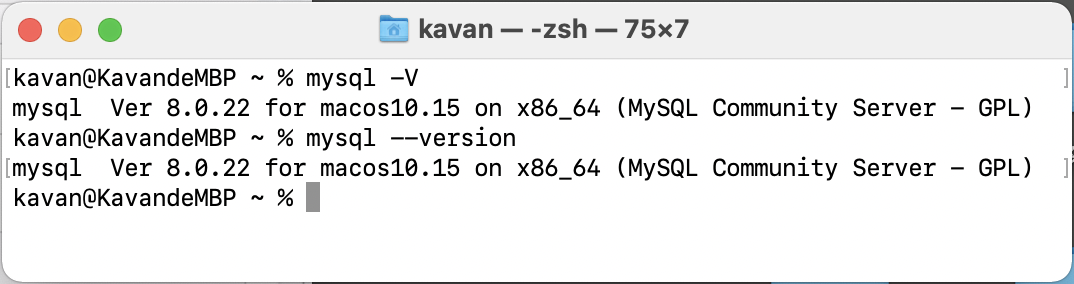 kavan — -zsh — 75×7
[kavan@KavandeMBP ~ % mysql -V ]
mysql  Ver 8.0.22 for macos10.15 on x86_64 (MySQL Community Server - GPL)
kavan@KavandeMBP ~ % mysql --version
[mysql  Ver 8.0.22 for macos10.15 on x86_64 (MySQL Community Server - GPL) ]
kavan@KavandeMBP ~ %